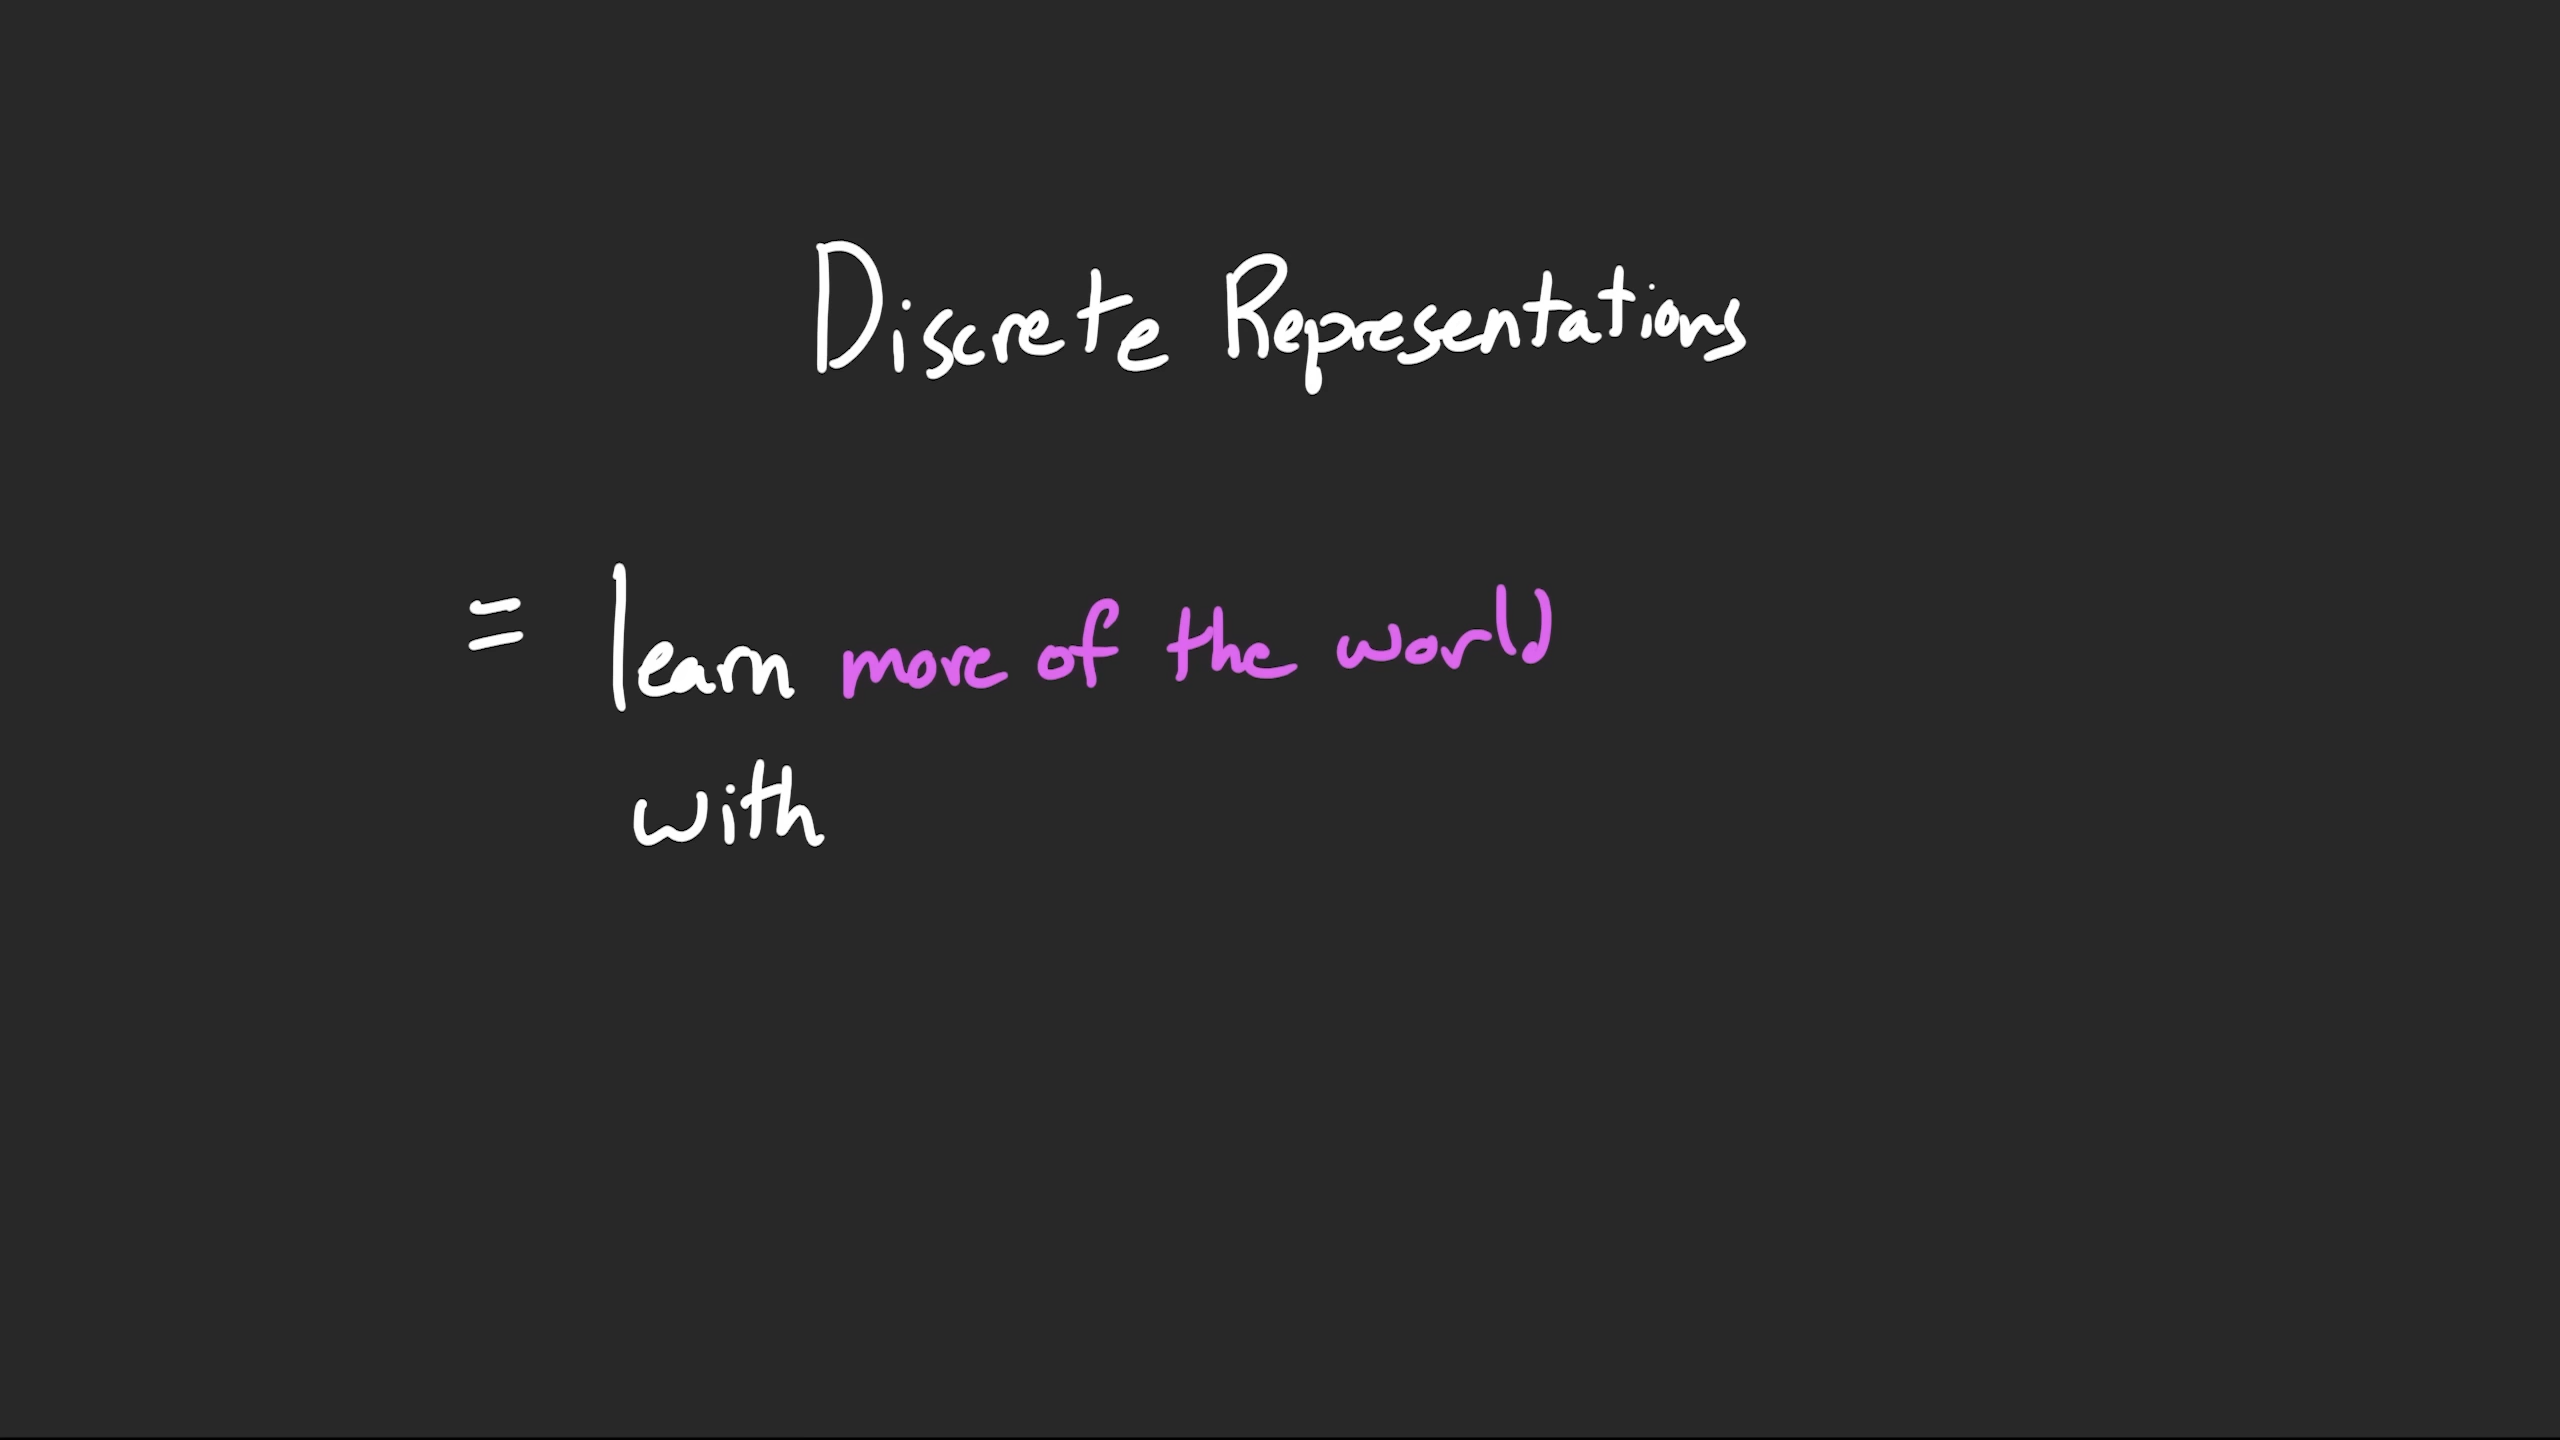 Discrete Representations
= learn more of the world
with